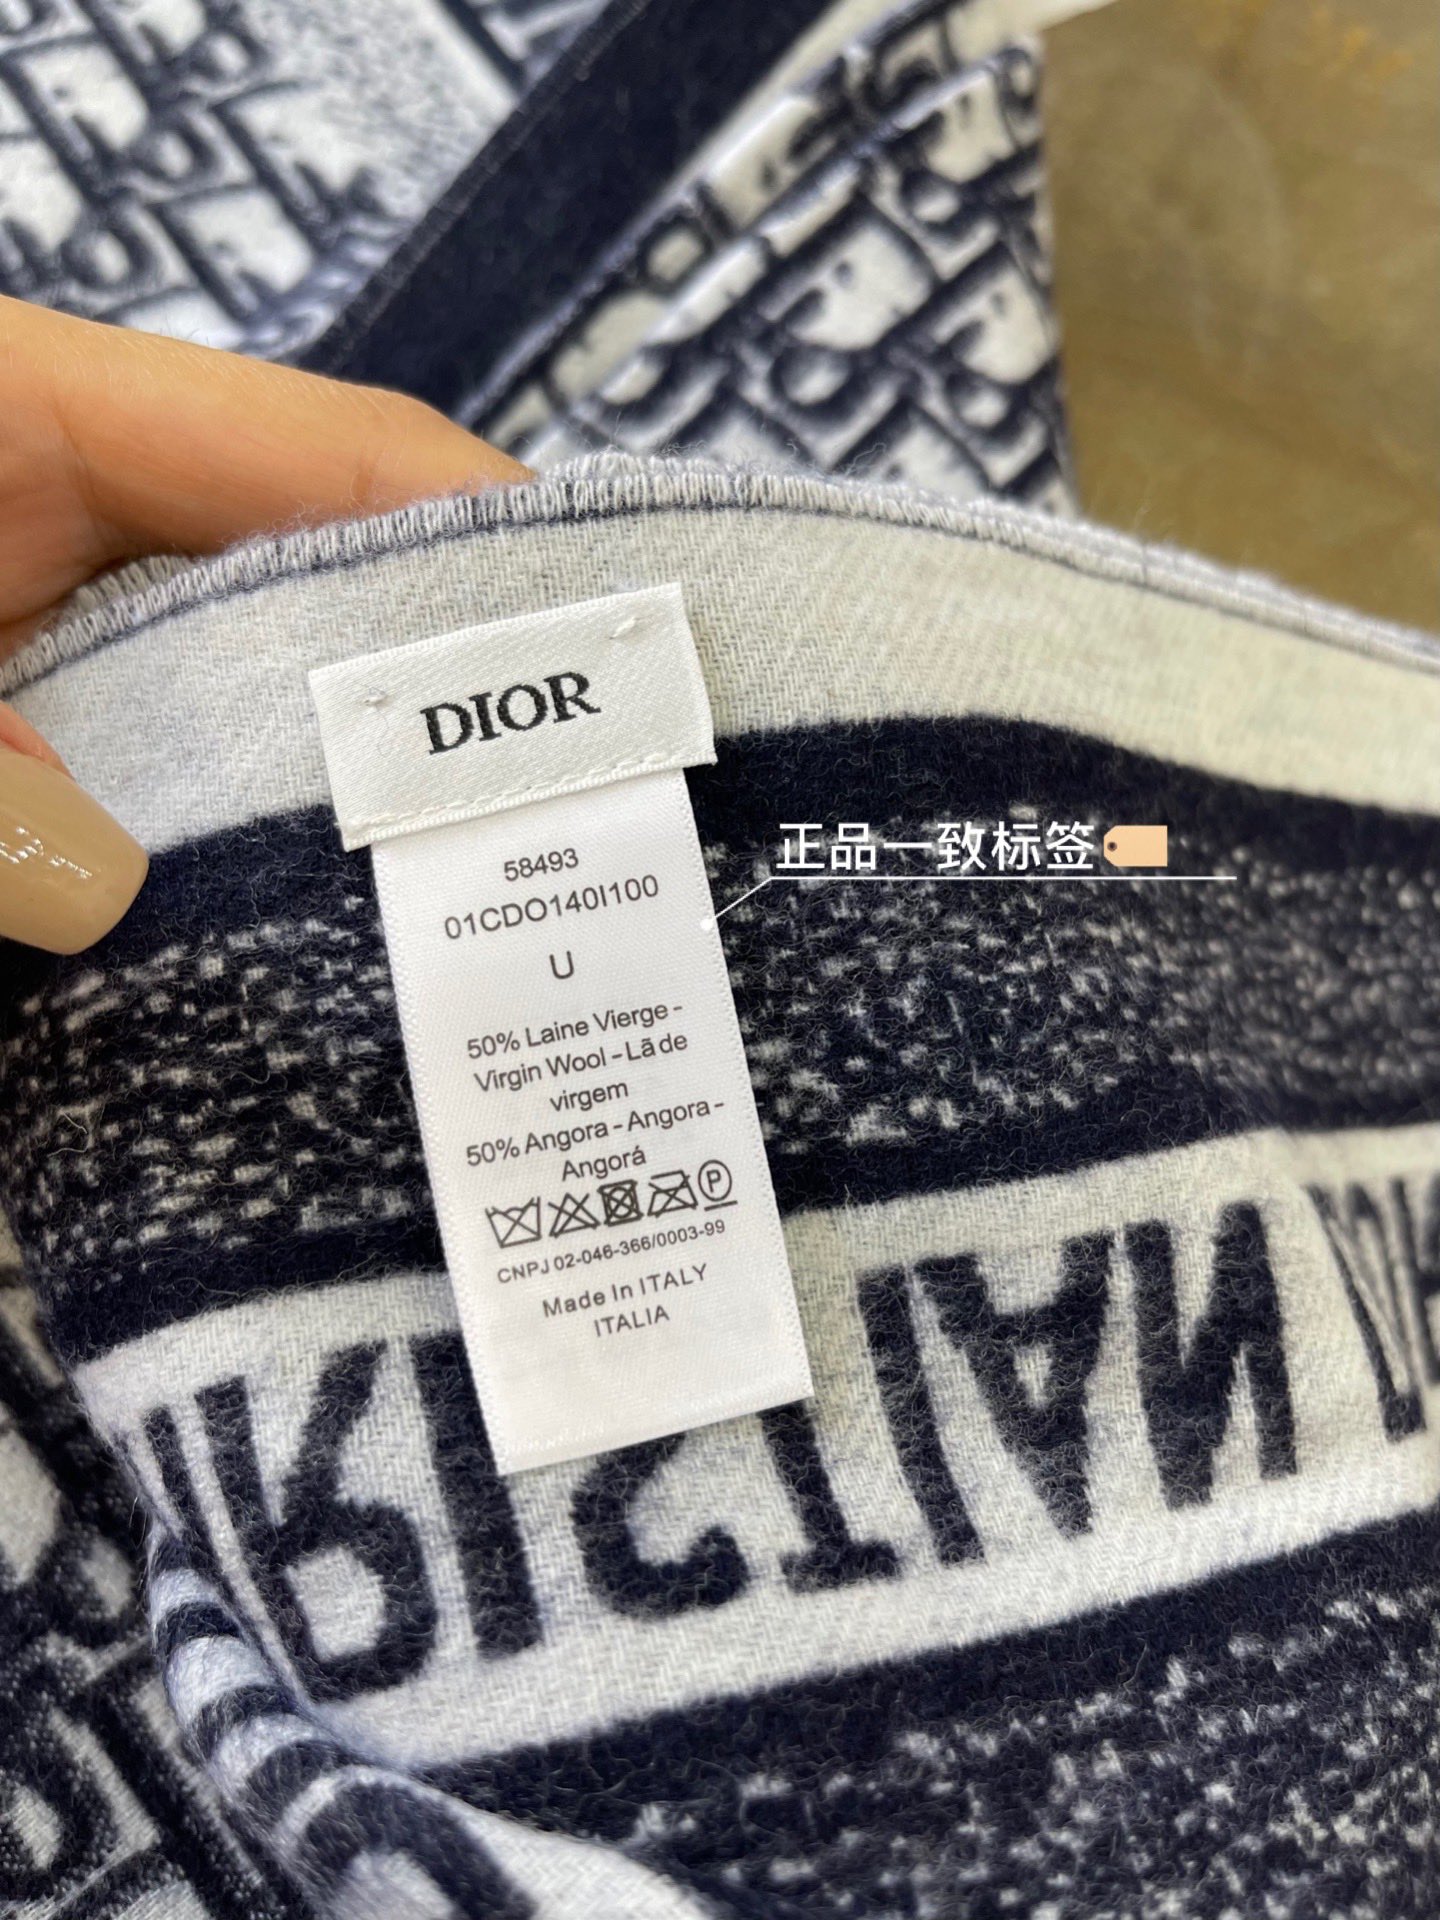 DIOR
58493
01CDO140I100
U
50% Laine Vierge -
Virgin Wool - Lã de
virgem
50% Angora - Angora -
Angorá
P
CNPJ 02-046-366/0003-99
Made In ITALY
ITALIA
正品一致标签